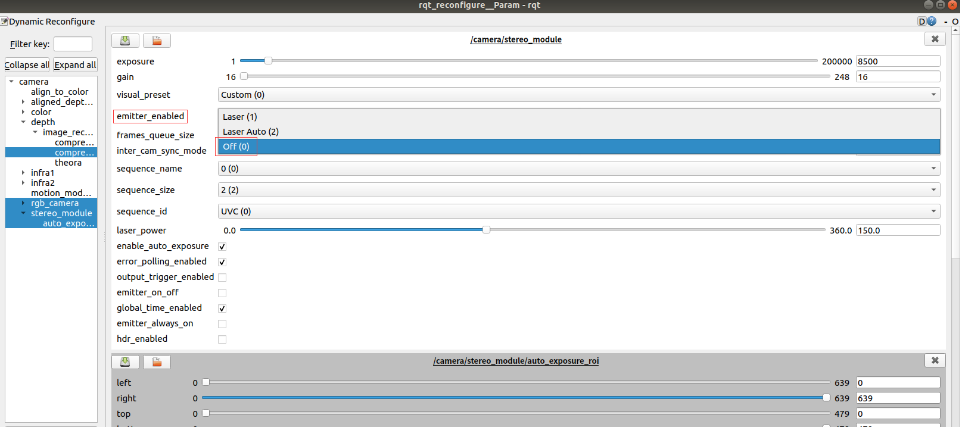 rqt_reconfigure__Param - rqt
Dynamic Reconfigure
D
- O
Filter key:
Collapse all Expand all
camera
align_to_color
aligned_dept...
color
depth
image_rec...
compre...
compre...
theora
infra1
infra2
motion_mod...
rgb_camera
stereo_module
auto_expo...
/camera/stereo_module
exposure 1 200000 8500
gain 16 248 16
visual_preset Custom (0)
emitter_enabled
Laser (1)
Laser Auto (2)
Off (0)
frames_queue_size
inter_cam_sync_mode
sequence_name 0 (0)
sequence_size 2 (2)
sequence_id UVC (0)
laser_power 0.0 360.0 150.0
enable_auto_exposure
error_polling_enabled
output_trigger_enabled
emitter_on_off
global_time_enabled
emitter_always_on
hdr_enabled
/camera/stereo_module/auto_exposure_roi
left 0 639 0
right 0 639 639
top 0 479 0